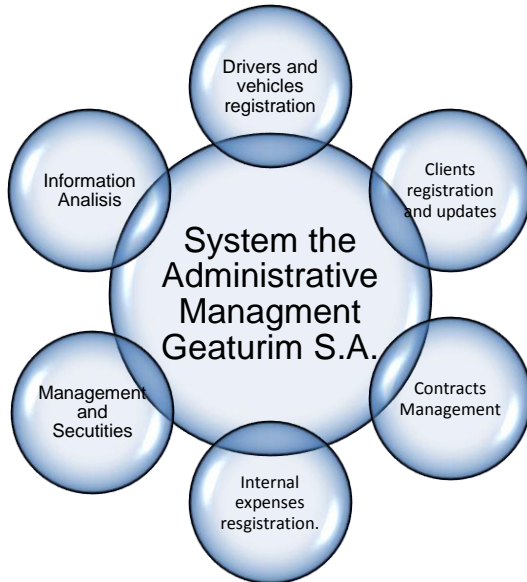 Drivers and
vehicles
registration
Clients
registration
and updates
Contracts
Management
Internal
expenses
resgistration.
Management
and
Secutities
Information
Analisis
System the
Administrative
Managment
Geaturim S.A.